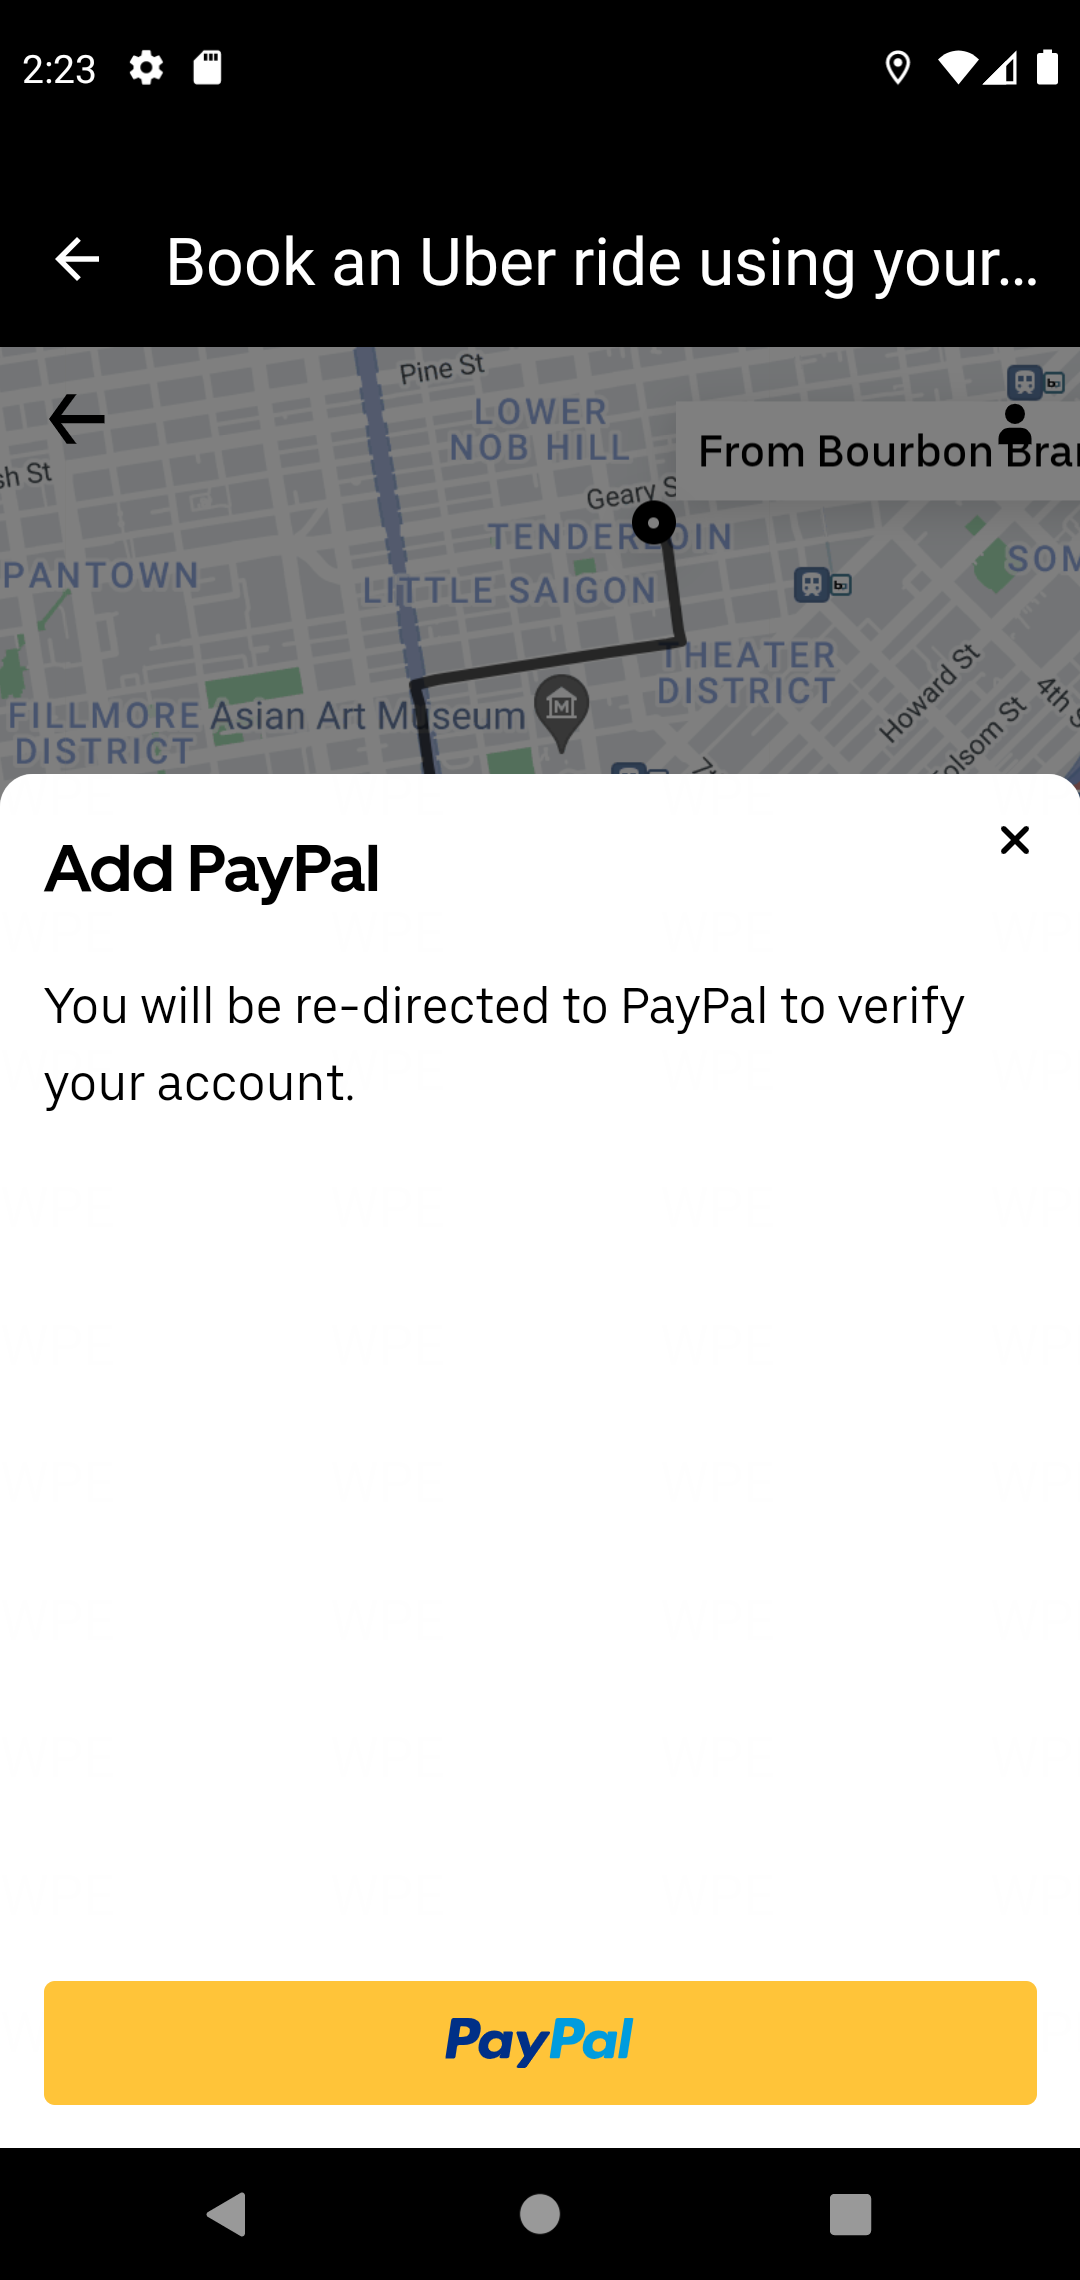 2:23
Book an Uber ride using your...
Pine St
LOWER
NOB HILL
From Bourbon Bra
sh St
Geary S
TENDERLOIN
SOM
PANTOWN
LITTLE SAIGON
THEATER
DISTRICT
Howard St
4th S
FILLMORE
DISTRICT
Asian Art Museum
Folsom St
Add PayPal
You will be re-directed to PayPal to verify
your account.
PayPal